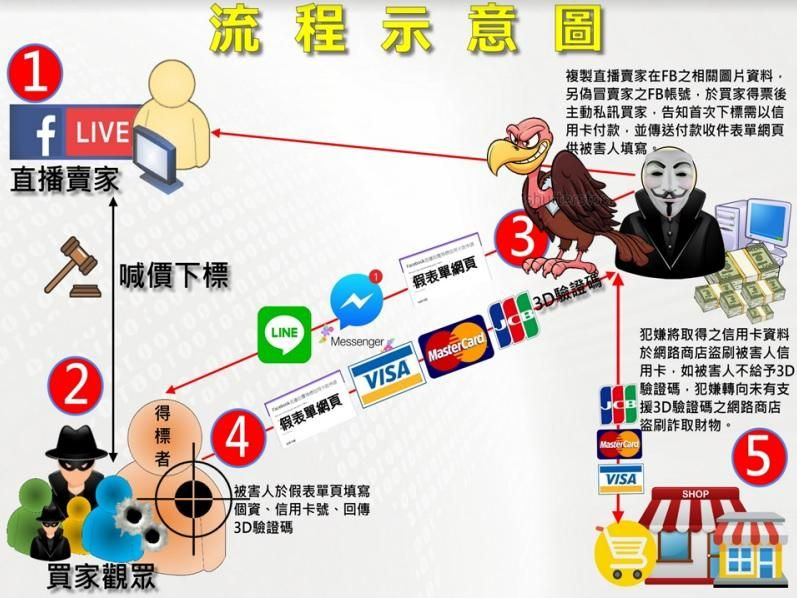 流程示意圖
1
LIVE
直播賣家
複製直播賣家在FB之相關圖片資料，
另偽冒賣家之FB帳號，於買家得票後
主動私訊買家，告知首次下標需以信
用卡付款，並傳送付款收件表單網頁
供被害人填寫。
喊價下標
3
假表單網頁
1
LINE
Messenger
3D驗證碼
JCB
MasterCard
VISA
假表單網頁
2
得標者
4
被害人於假表單頁填寫
個資、信用卡號、回傳
3D驗證碼
買家觀眾
犯嫌將取得之信用卡資料
於網路商店盜刷被害人信
用卡，如被害人不給予3D
驗證碼，犯嫌轉向未有支
援3D驗證碼之網路商店
盜刷詐取財物。
JCB
MasterCard
VISA
5
SHOP